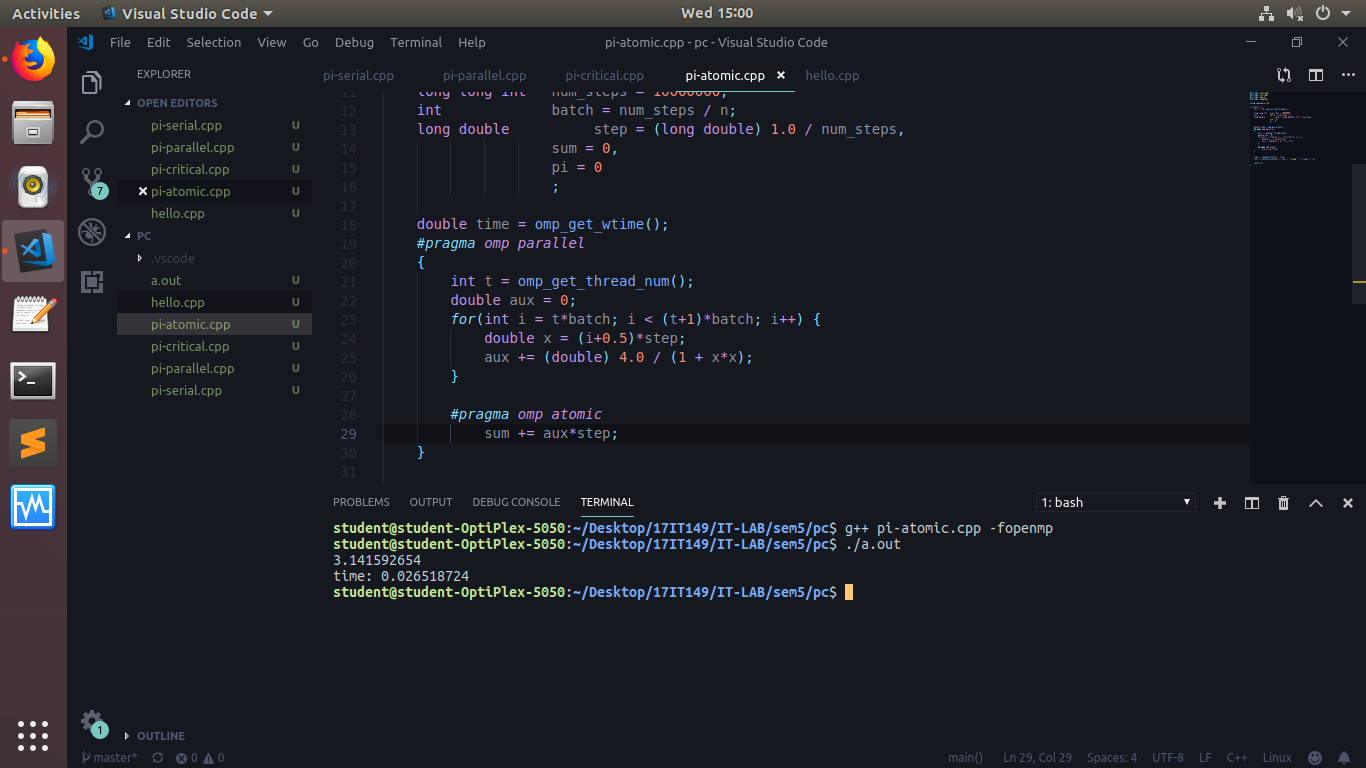 Activities Visual Studio Code Wed 15:00
File Edit Selection View Go Debug Terminal Help pi-atomic.cpp - pc - Visual Studio Code
EXPLORER
OPEN EDITORS
pi-serial.cpp U
pi-parallel.cpp U
pi-critical.cpp U
pi-atomic.cpp U
hello.cpp U
7
PC
.vscode
a.out U
hello.cpp U
pi-atomic.cpp U
pi-critical.cpp U
pi-parallel.cpp U
pi-serial.cpp U
OUTLINE
1
pi-serial.cpp pi-parallel.cpp pi-critical.cpp pi-atomic.cpp hello.cpp
11 long long int num_steps = 10000000,
12 int batch = num_steps / n;
13 long double step = (long double) 1.0 / num_steps,
14 sum = 0,
15 pi = 0
16 ;
17
18 double time = omp_get_wtime();
19 #pragma omp parallel
20 {
21 int t = omp_get_thread_num();
22 double aux = 0;
23 for(int i = t*batch; i < (t+1)*batch; i++) {
24 double x = (i+0.5)*step;
25 aux += (double) 4.0 / (1 + x*x);
26 }
27
28 #pragma omp atomic
29 sum += aux*step;
30 }
31
PROBLEMS OUTPUT DEBUG CONSOLE TERMINAL 1: bash
student@student-OptiPlex-5050:~/Desktop/17IT149/IT-LAB/sem5/pc$ g++ pi-atomic.cpp -fopenmp
student@student-OptiPlex-5050:~/Desktop/17IT149/IT-LAB/sem5/pc$ ./a.out
3.141592654
time: 0.026518724
student@student-OptiPlex-5050:~/Desktop/17IT149/IT-LAB/sem5/pc$
master* 0 0 main() Ln 29, Col 29 Spaces: 4 UTF-8 LF C++ Linux